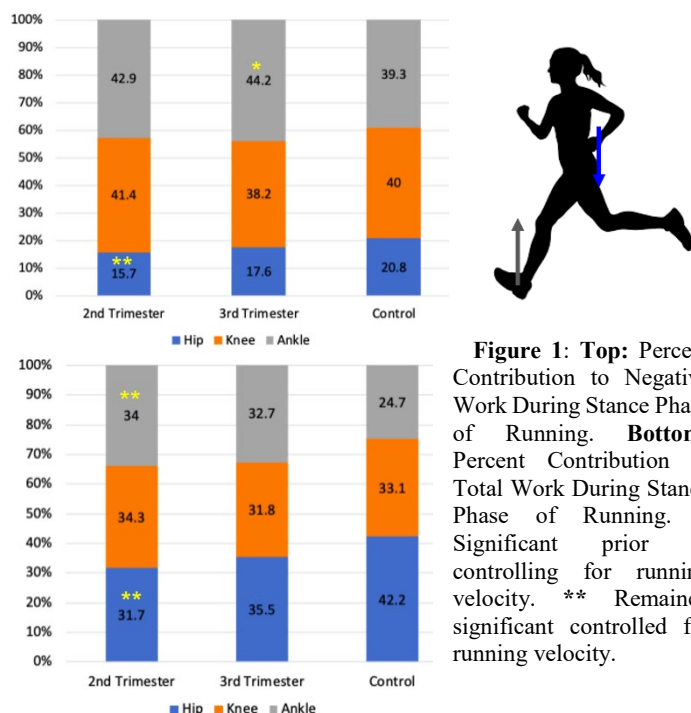 100%
90%
80%
70%
60%
50%
40%
30%
20%
10%
0%
42.9
*
44.2
39.3
41.4
38.2
40
**
15.7
17.6
20.8
2nd Trimester 3rd Trimester Control
Hip Knee Ankle
100%
90%
80%
70%
60%
50%
40%
30%
20%
10%
0%
**
34
32.7
24.7
34.3
31.8
33.1
**
31.7
35.5
42.2
2nd Trimester 3rd Trimester Control
Hip Knee Ankle
Figure 1: Top:
Contribution to
Work During Stance
of Running.
Percent Contribution
Total Work During
Phase of Running.
Significant prior
controlling for
velocity. **
significant controlled
running velocity.